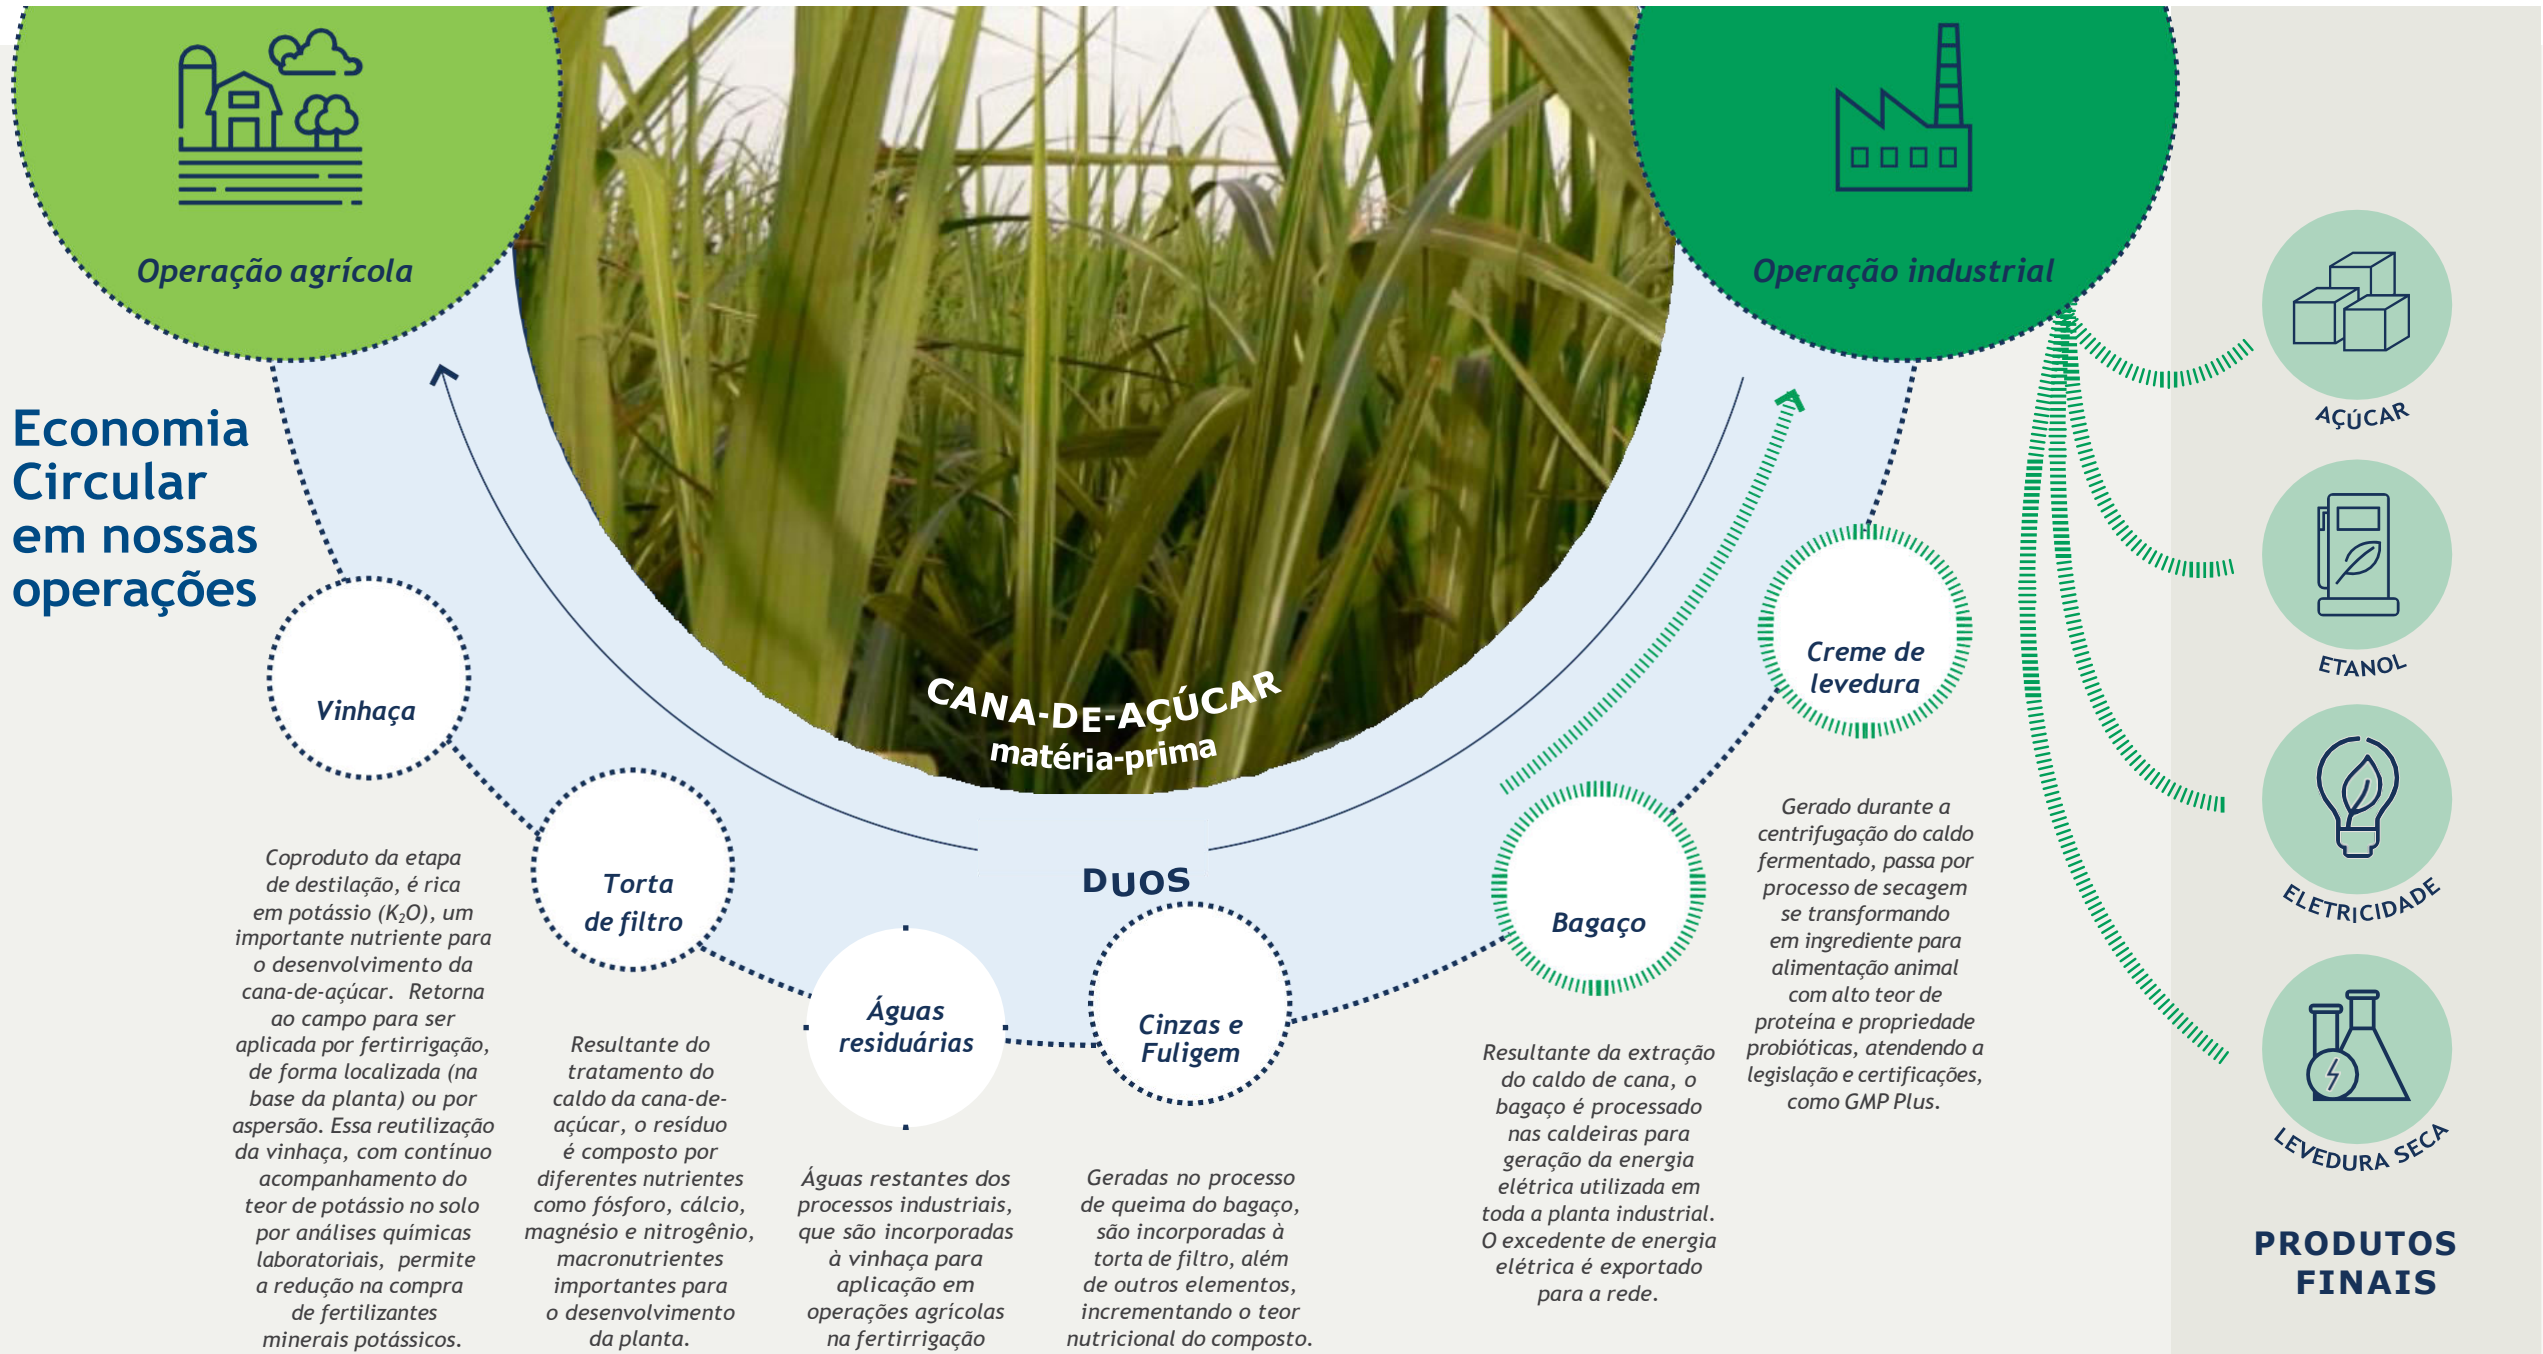 Operação agrícola
Operação industrial
Economia
Circular
em nossas
operações
CANA-DE-AÇÚCAR
matéria-prima
DUOS
Vinhaça
Coproduto da etapa
de destilação, é rica
em potássio (K₂O), um
importante nutriente para
o desenvolvimento da
cana-de-açúcar. Retorna
ao campo para ser
aplicada por fertirrigação,
de forma localizada (na
base da planta) ou por
aspersão. Essa reutilização
da vinhaça, com contínuo
acompanhamento do
teor de potássio no solo
por análises químicas
laboratoriais, permite
a redução na compra
de fertilizantes
minerais potássicos.
Torta
de filtro
Resultante do
tratamento do
caldo da cana-de-
açúcar, o resíduo
é composto por
diferentes nutrientes
como fósforo, cálcio,
magnésio e nitrogênio,
macronutrientes
importantes para
o desenvolvimento
da planta.
Águas
residuárias
Águas restantes dos
processos industriais,
que são incorporadas
à vinhaça para
aplicação em
operações agrícolas
na fertirrigação
Cinzas e
Fuligem
Geradas no processo
de queima do bagaço,
são incorporadas à
torta de filtro, além
de outros elementos,
incrementando o teor
nutricional do composto.
Bagaço
Resultante da extração
do caldo de cana, o
bagaço é processado
nas caldeiras para
geração da energia
elétrica utilizada em
toda a planta industrial.
O excedente de energia
elétrica é exportado
para a rede.
Creme de
levedura
Gerado durante a
centrifugação do caldo
fermentado, passa por
processo de secagem
se transformando
em ingrediente para
alimentação animal
com alto teor de
proteína e propriedade
probióticas, atendendo a
legislação e certificações,
como GMP Plus.
AÇÚCAR
ETANOL
ELETRICIDADE
LEVEDURA SECA
PRODUTOS
FINAIS